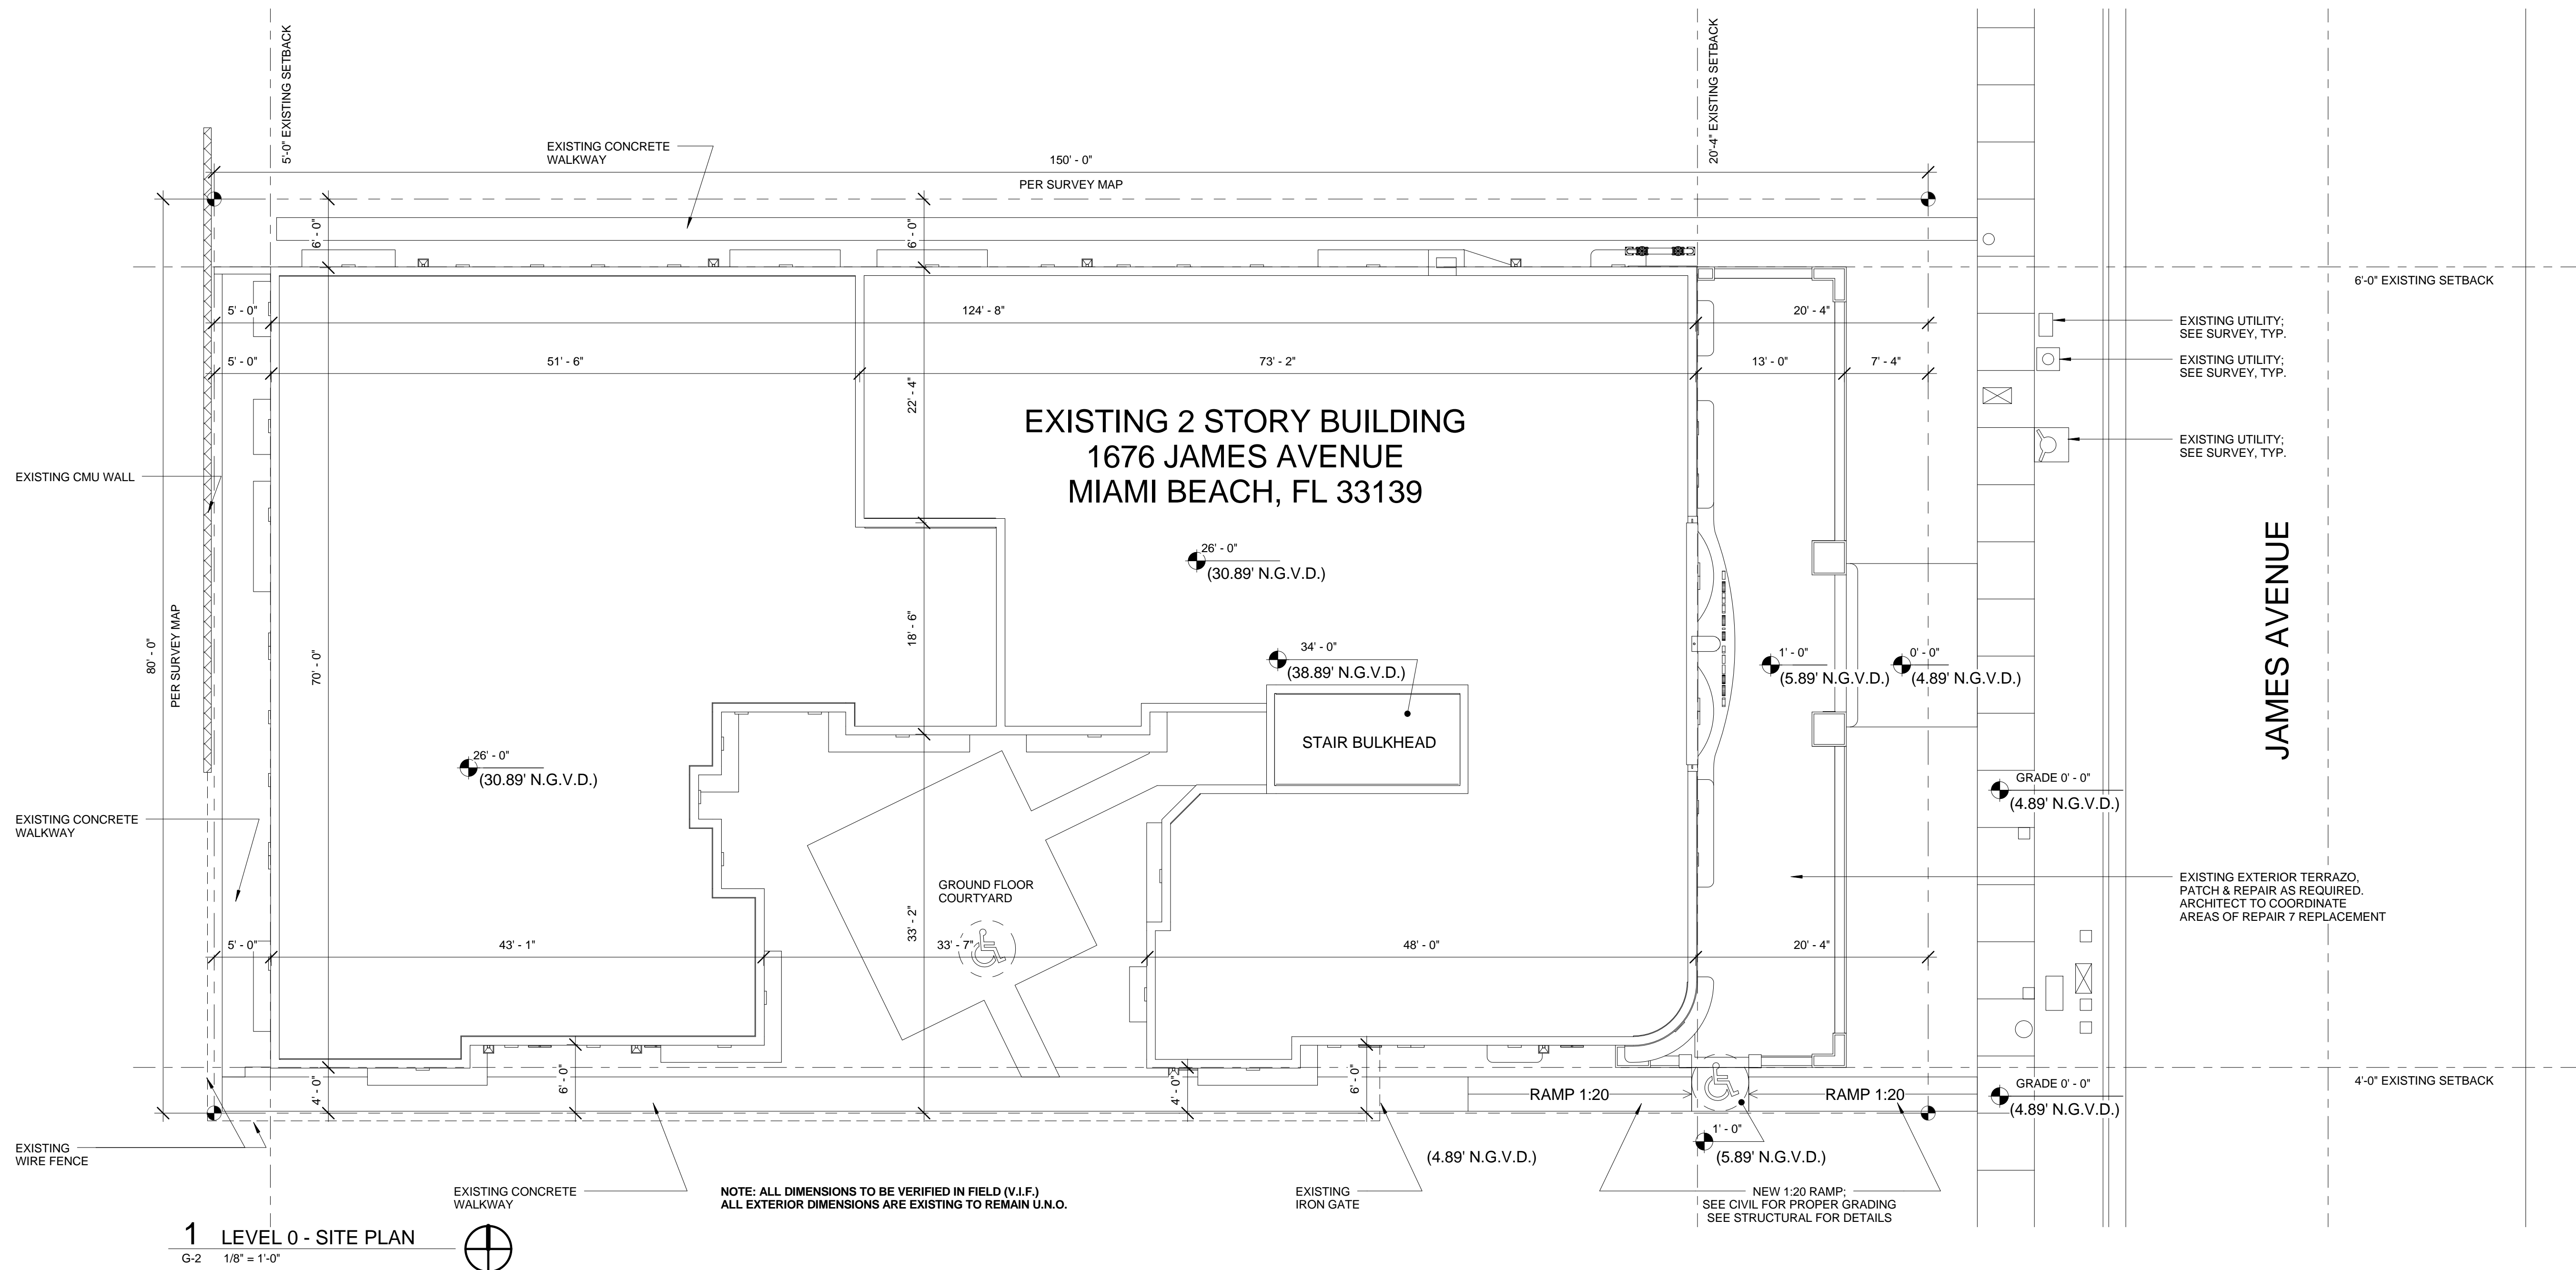 5'-0" EXISTING SETBACK
20'-4" EXISTING SETBACK
EXISTING CONCRETE
WALKWAY
150' - 0"
PER SURVEY MAP
6' - 0"
6' - 0"
6'-0" EXISTING SETBACK
5' - 0"
124' - 8"
20' - 4"
EXISTING UTILITY;
SEE SURVEY, TYP.
5' - 0"
51' - 6"
73' - 2"
13' - 0"
7' - 4"
EXISTING UTILITY;
SEE SURVEY, TYP.
22' - 4"
EXISTING 2 STORY BUILDING
1676 JAMES AVENUE
MIAMI BEACH, FL 33139
EXISTING UTILITY;
SEE SURVEY, TYP.
EXISTING CMU WALL
26' - 0"
(30.89' N.G.V.D.)
JAMES AVENUE
80' - 0"
PER SURVEY MAP
70' - 0"
18' - 6"
34' - 0"
(38.89' N.G.V.D.)
1' - 0"
(5.89' N.G.V.D.)
0' - 0"
(4.89' N.G.V.D.)
STAIR BULKHEAD
26' - 0"
(30.89' N.G.V.D.)
GRADE 0' - 0"
(4.89' N.G.V.D.)
EXISTING CONCRETE
WALKWAY
GROUND FLOOR
COURTYARD
EXISTING EXTERIOR TERRAZO,
PATCH & REPAIR AS REQUIRED.
ARCHITECT TO COORDINATE
AREAS OF REPAIR 7 REPLACEMENT
33' - 2"
5' - 0"
43' - 1"
33' - 7"
48' - 0"
20' - 4"
4' - 0"
6' - 0"
4' - 0"
6' - 0"
RAMP 1:20
RAMP 1:20
GRADE 0' - 0"
(4.89' N.G.V.D.)
4'-0" EXISTING SETBACK
1' - 0"
(5.89' N.G.V.D.)
(4.89' N.G.V.D.)
EXISTING
WIRE FENCE
EXISTING CONCRETE
WALKWAY
NOTE: ALL DIMENSIONS TO BE VERIFIED IN FIELD (V.I.F.)
ALL EXTERIOR DIMENSIONS ARE EXISTING TO REMAIN U.N.O.
EXISTING
IRON GATE
NEW 1:20 RAMP;
SEE CIVIL FOR PROPER GRADING
SEE STRUCTURAL FOR DETAILS
1 LEVEL 0 - SITE PLAN
G-2 1/8" = 1'-0"